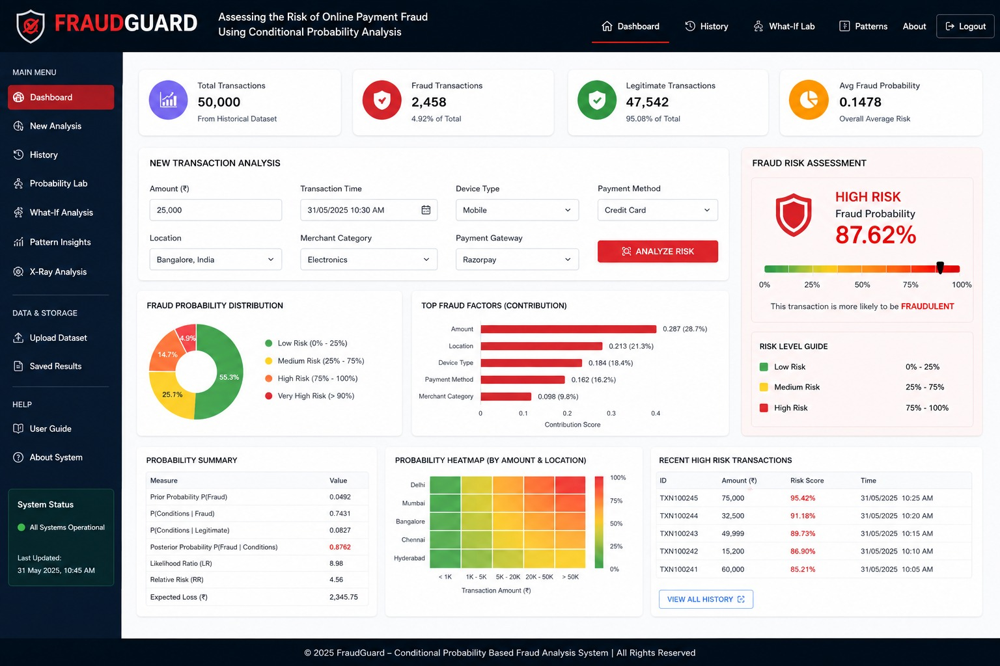 FRAUDGUARD
Assessing the Risk of Online Payment Fraud
Using Conditional Probability Analysis
Dashboard
History
What-If Lab
Patterns
About
Logout
MAIN MENU
Dashboard
New Analysis
History
Probability Lab
What-If Analysis
Pattern Insights
X-Ray Analysis
DATA & STORAGE
Upload Dataset
Saved Results
HELP
User Guide
About System
System Status
All Systems Operational
Last Updated:
31 May 2025, 10:45 AM
Total Transactions
50,000
From Historical Dataset
Fraud Transactions
2,458
4.92% of Total
Legitimate Transactions
47,542
95.08% of Total
Avg Fraud Probability
0.1478
Overall Average Risk
NEW TRANSACTION ANALYSIS
Amount (₹)
25,000
Transaction Time
31/05/2025 10:30 AM
Device Type
Mobile
Payment Method
Credit Card
Location
Bangalore, India
Merchant Category
Electronics
Payment Gateway
Razorpay
ANALYZE RISK
FRAUD RISK ASSESSMENT
HIGH RISK
Fraud Probability
87.62%
0% 25% 50% 75% 100%
This transaction is more likely to be FRAUDULENT
RISK LEVEL GUIDE
Low Risk 0% - 25%
Medium Risk 25% - 75%
High Risk 75% - 100%
FRAUD PROBABILITY DISTRIBUTION
4.9%
14.7%
55.3%
25.7%
Low Risk (0% - 25%)
Medium Risk (25% - 75%)
High Risk (75% - 100%)
Very High Risk (> 90%)
TOP FRAUD FACTORS (CONTRIBUTION)
Amount 0.287 (28.7%)
Location 0.213 (21.3%)
Device Type 0.184 (18.4%)
Payment Method 0.162 (16.2%)
Merchant Category 0.098 (9.8%)
0 0.1 0.2 0.3 0.4
Contribution Score
PROBABILITY SUMMARY
Measure Value
Prior Probability P(Fraud) 0.0492
P(Conditions | Fraud) 0.7431
P(Conditions | Legitimate) 0.0827
Posterior Probability P(Fraud | Conditions) 0.8762
Likelihood Ratio (LR) 8.98
Relative Risk (RR) 4.56
Expected Loss (₹) 2,345.75
PROBABILITY HEATMAP (BY AMOUNT & LOCATION)
Delhi
Mumbai
Bangalore
Chennai
Hyderabad
< 1K 1K - 5K 5K - 20K 20K - 50K > 50K
Transaction Amount (₹)
100%
75%
50%
25%
0%
RECENT HIGH RISK TRANSACTIONS
ID Amount (₹) Risk Score Time
TXN100245 75,000 95.42% 31/05/2025 10:25 AM
TXN100244 32,500 91.18% 31/05/2025 10:20 AM
TXN100243 49,999 89.73% 31/05/2025 10:15 AM
TXN100242 15,200 86.90% 31/05/2025 10:10 AM
TXN100241 60,000 85.21% 31/05/2025 10:05 AM
VIEW ALL HISTORY
© 2025 FraudGuard – Conditional Probability Based Fraud Analysis System | All Rights Reserved